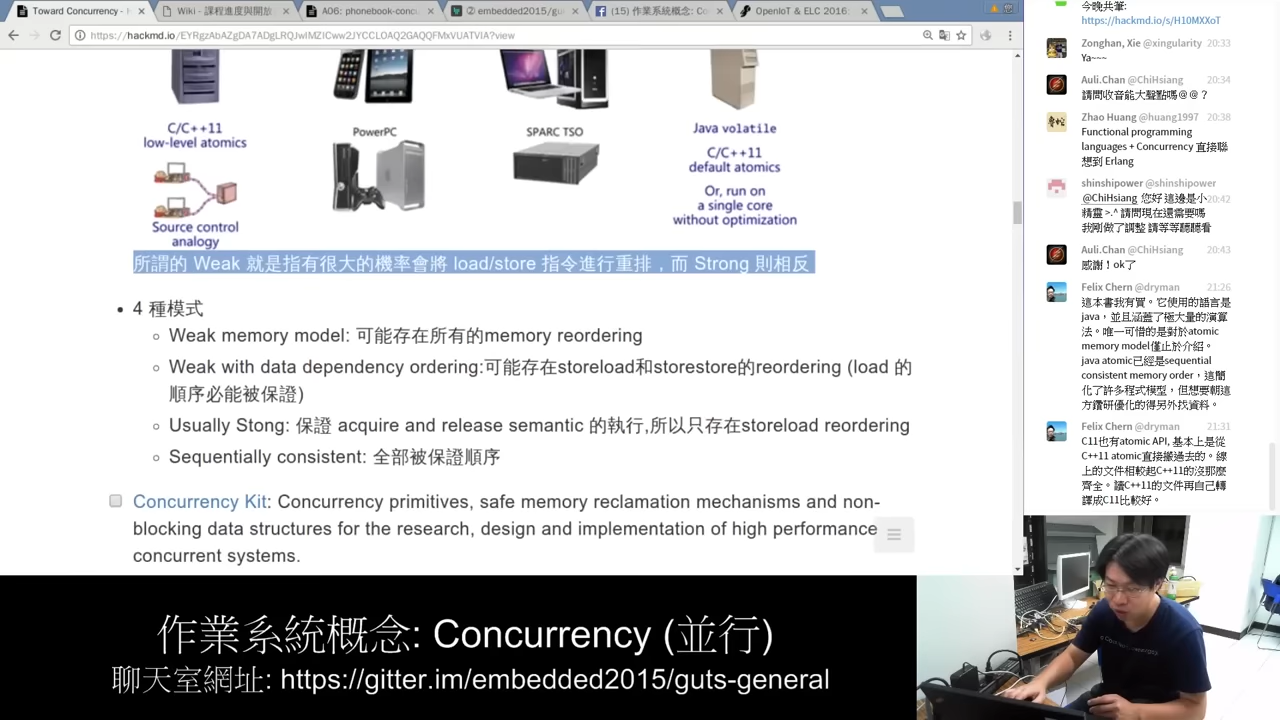 Toward Concurrency -
Wiki - 課程進度與開放
A06: phonebook-concu
② embedded2015/gu
(15) 作業系統概念: Co
OpenIoT & ELC 2016:
https://hackmd.io/EYRgzAbAZgDA7ADgLRQJwIMZICww2JYCCLOAQ2GAQQFMxVUATVIA?view
C/C++11
low-level atomics
PowerPC
SPARC TSO
Java volatile
C/C++11
default atomics
Or, run on
a single core
without optimization
Source control
analogy
所謂的 Weak 就是指有很大的機率會將 load/store 指令進行重排，而 Strong 則相反
4 種模式
Weak memory model: 可能存在所有的memory reordering
Weak with data dependency ordering:可能存在storeload和storestore的reordering (load 的
順序必能被保證)
Usually Stong: 保證 acquire and release semantic 的執行,所以只存在storeload reordering
Sequentially consistent: 全部被保證順序
Concurrency Kit: Concurrency primitives, safe memory reclamation mechanisms and non-
blocking data structures for the research, design and implementation of high performance
concurrent systems.
今晚共筆:
https://hackmd.io/s/H10MXXoT
Zonghan, Xie @xingularity 20:33
Ya~~~
Auli.Chan @ChiHsiang 20:34
請問收音能大聲點嗎＠＠？
Zhao Huang @huang1997 20:38
Functional programming
languages + Concurrency 直接聯
想到 Erlang
shinshipower @shinshipower
20:42
@ChiHsiang 您好 這邊是小
精靈 >.^ 請問現在還需要嗎
我剛做了調整 請等等聽聽看
Auli.Chan @ChiHsiang 20:43
感謝！ok了
Felix Chern @dryman 21:26
這本書我有買。它使用的語言是
java，並且涵蓋了極大量的演算
法。唯一可惜的是對於atomic
memory model僅止於介紹。
java atomic已經是sequential
consistent memory order，這簡
化了許多程式模型，但想要朝這
方鑽研優化的得另外找資料。
Felix Chern @dryman 21:31
C11也有atomic API, 基本上是從
C++11 atomic直接搬過去的。線
上的文件相較起C++11的沒那麼
齊全。讀C++11的文件再自己轉
譯成C11比較好。
作業系統概念: Concurrency (並行)
聊天室網址: https://gitter.im/embedded2015/guts-general